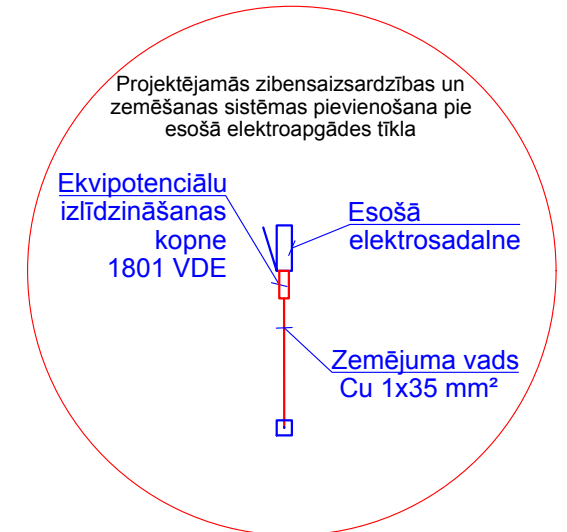 Projektējamās zibensaizsardzības un
zemēšanas sistēmas pievienošana pie
esošā elektroapgādes tīkla
Ekvipotenciālu
izlīdzināšanas
kopne
1801 VDE
Esošā
elektrosadalne
Zemējuma vads
Cu 1x35 mm²